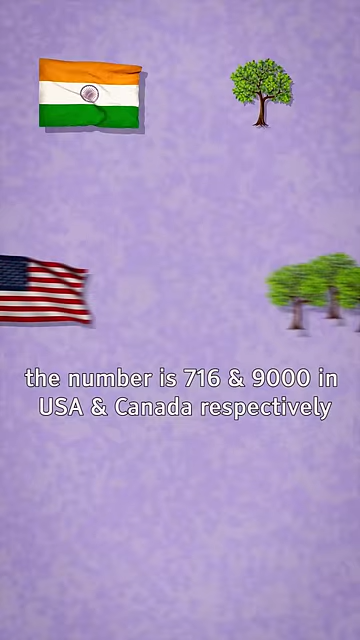 the number is 716 & 9000 in
USA & Canada respectively